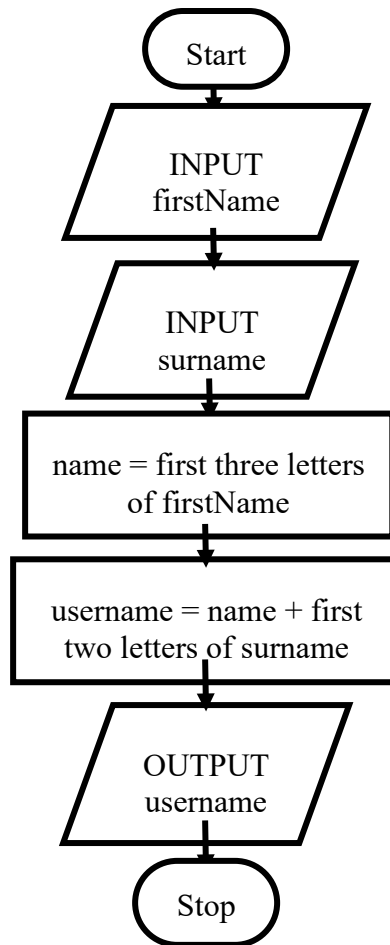 Start
INPUT
firstName
INPUT
surname
name = first three letters
of firstName
username = name + first
two letters of surname
OUTPUT
username
Stop